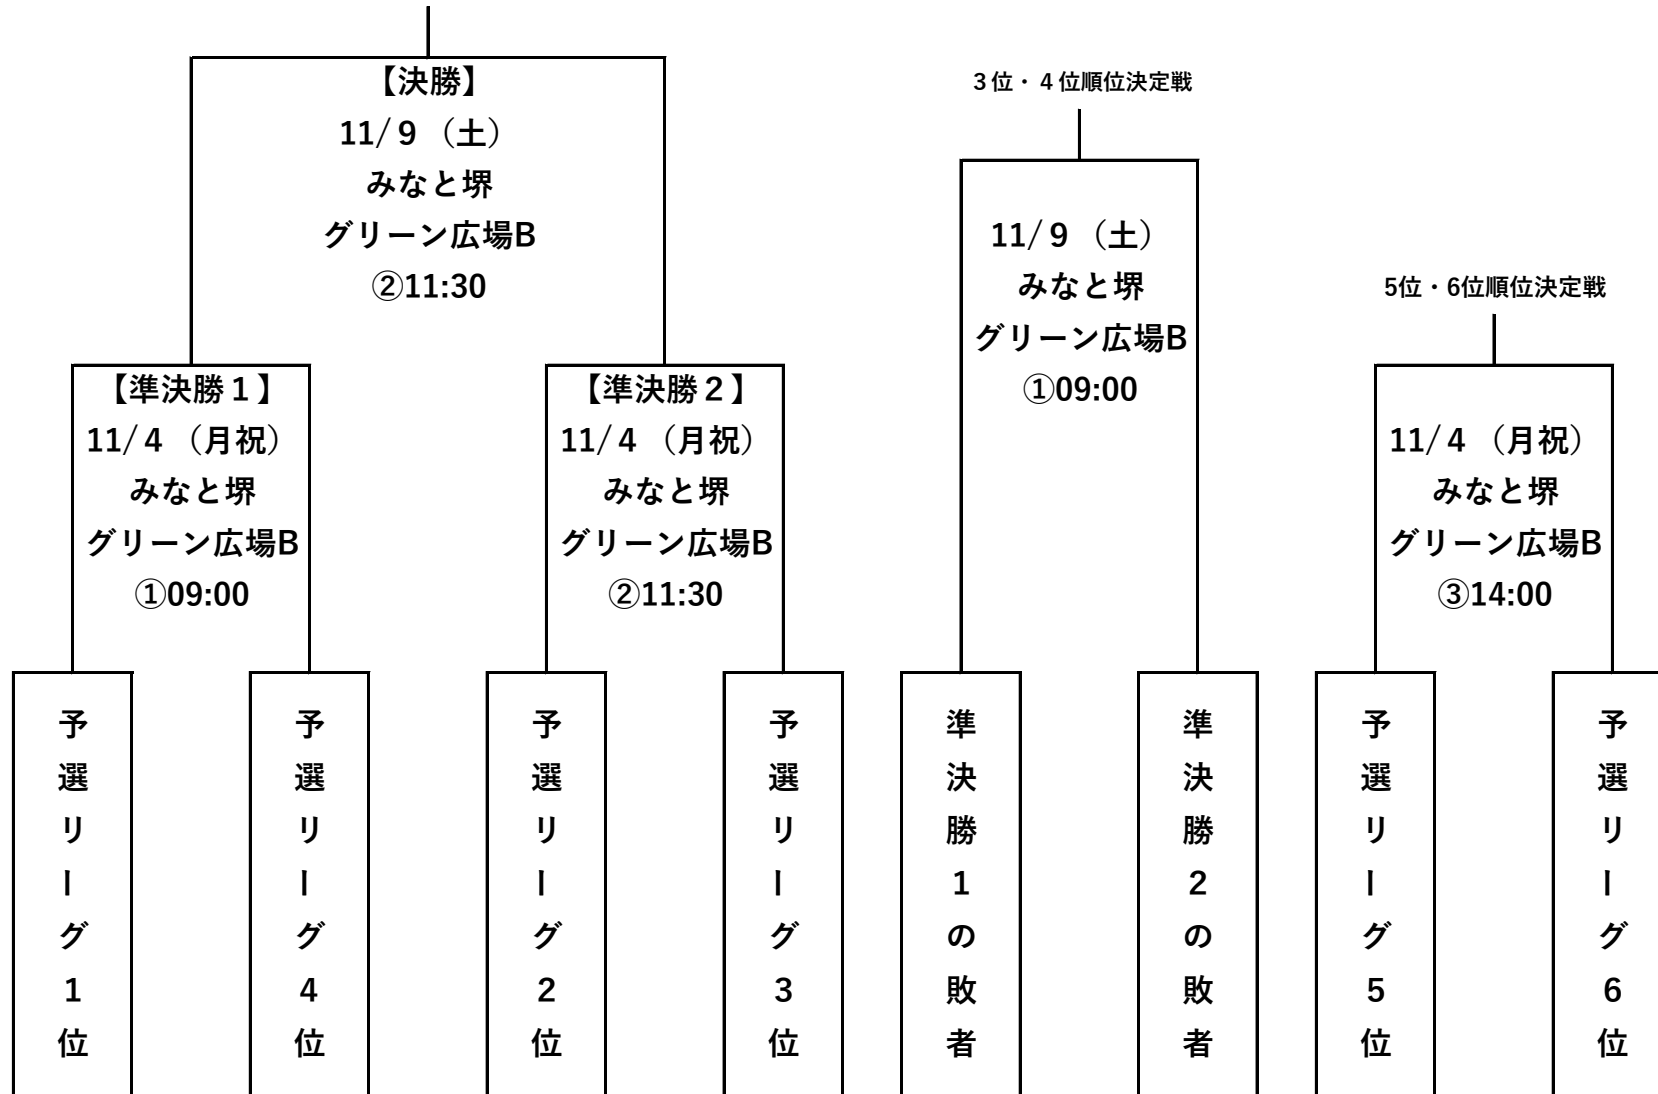 【決勝】
11/９（土）
みなと堺
グリーン広場B
②11:30
３位・４位順位決定戦
11/９（土）
みなと堺
グリーン広場B
①09:00
5位・6位順位決定戦
11/４（月祝）
みなと堺
グリーン広場B
③14:00
【準決勝１】
11/４（月祝）
みなと堺
グリーン広場B
①09:00
【準決勝２】
11/４（月祝）
みなと堺
グリーン広場B
②11:30
予選リーグ1位
予選リーグ4位
予選リーグ2位
予選リーグ3位
準決勝1の敗者
準決勝2の敗者
予選リーグ5位
予選リーグ6位